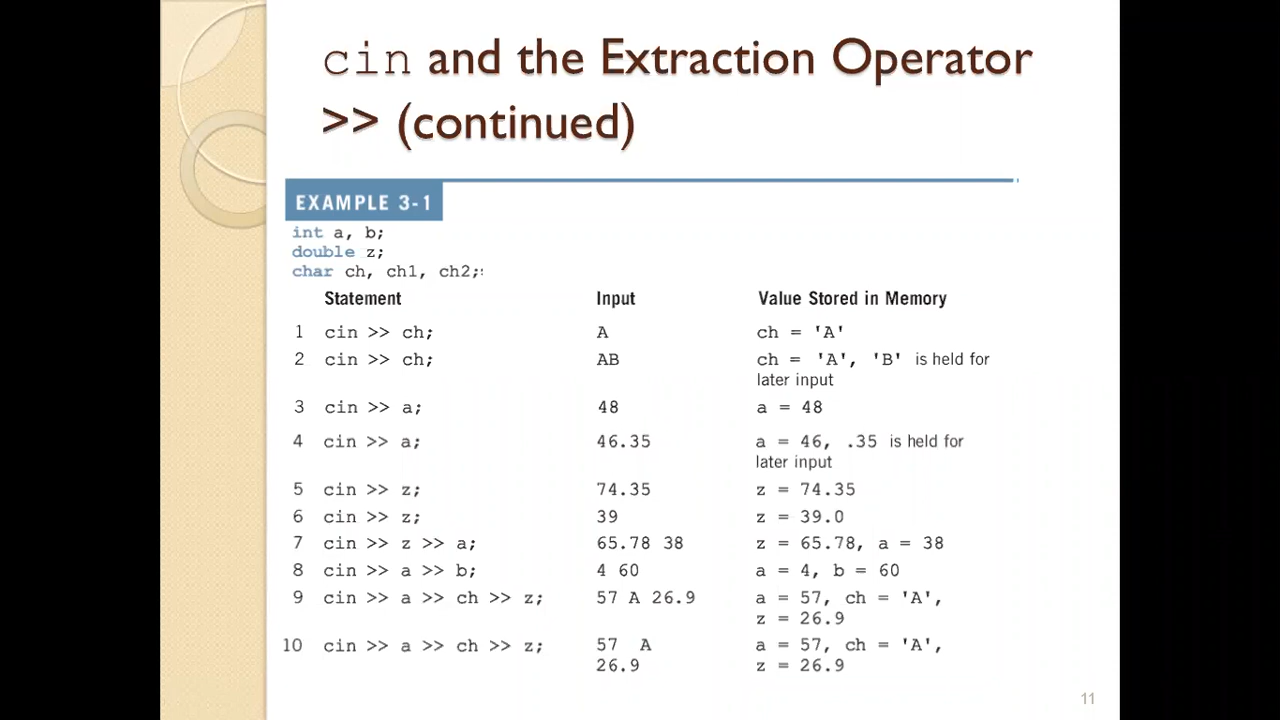 cin and the Extraction Operator
>> (continued)
EXAMPLE 3-1
int a, b;
double z;
char ch, ch1, ch2;
Statement Input Value Stored in Memory
1 cin >> ch; A ch = 'A'
2 cin >> ch; AB ch = 'A', 'B' is held for
later input
3 cin >> a; 48 a = 48
4 cin >> a; 46.35 a = 46, .35 is held for
later input
5 cin >> z; 74.35 z = 74.35
6 cin >> z; 39 z = 39.0
7 cin >> z >> a; 65.78 38 z = 65.78, a = 38
8 cin >> a >> b; 4 60 a = 4, b = 60
9 cin >> a >> ch >> z; 57 A 26.9 a = 57, ch = 'A',
z = 26.9
10 cin >> a >> ch >> z; 57 A a = 57, ch = 'A',
26.9 z = 26.9
11